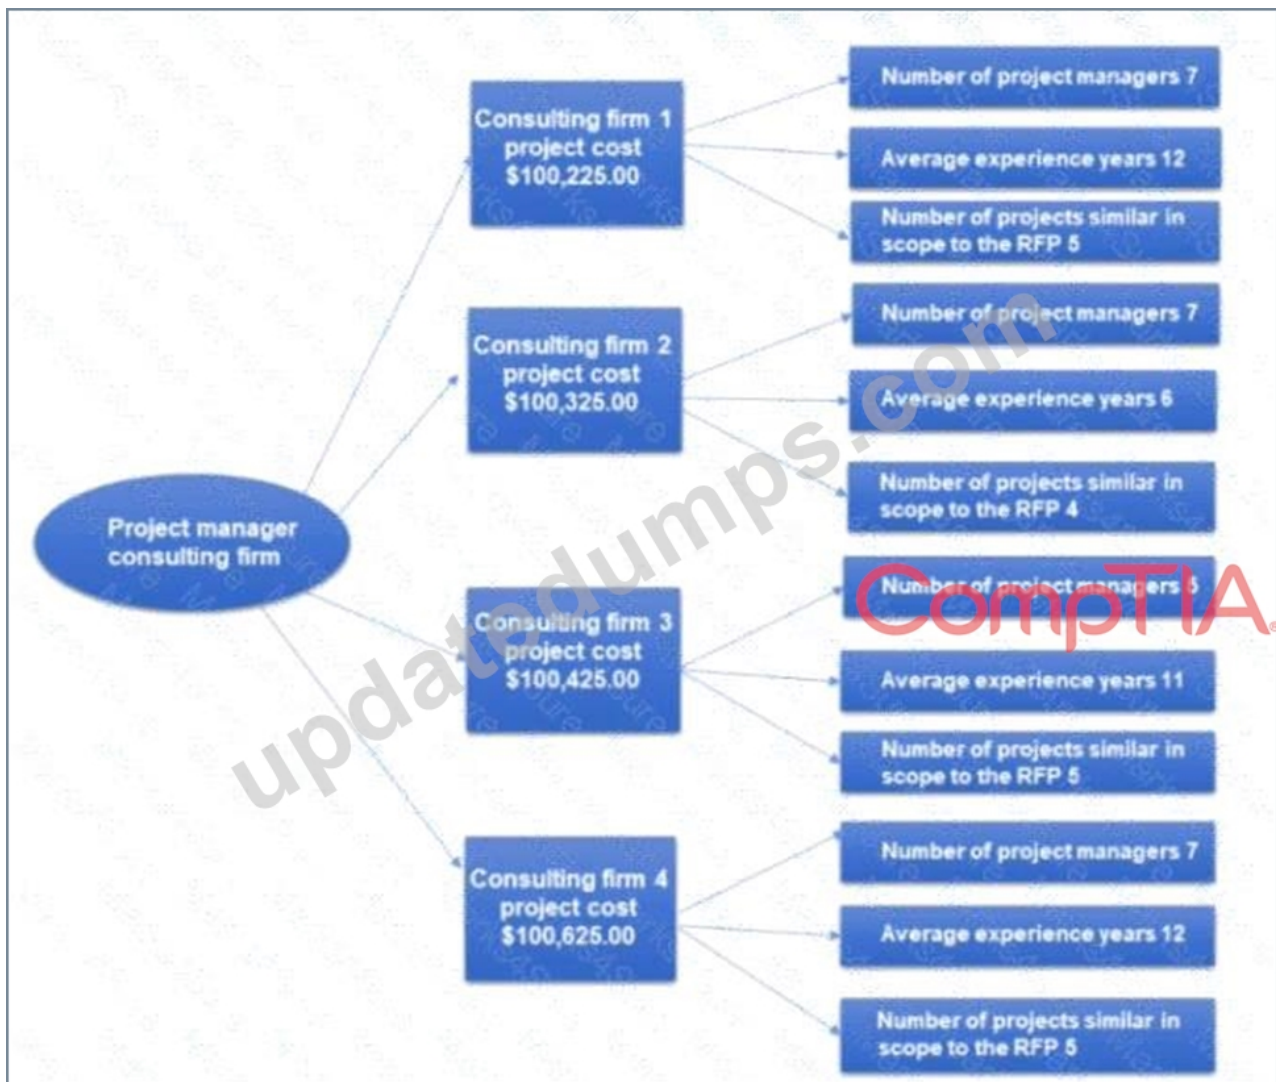 Project manager
consulting firm
Consulting firm 1
project cost
$100,225.00
Number of project managers 7
Average experience years 12
Number of projects similar in
scope to the RFP 5
Consulting firm 2
project cost
$100,325.00
Number of project managers 7
Average experience years 6
Number of projects similar in
scope to the RFP 4
Consulting firm 3
project cost
$100,425.00
Number of project managers 5
Average experience years 11
Number of projects similar in
scope to the RFP 5
Consulting firm 4
project cost
$100,625.00
Number of project managers 7
Average experience years 12
Number of projects similar in
scope to the RFP 5
updatedumps.com
CompTIA®